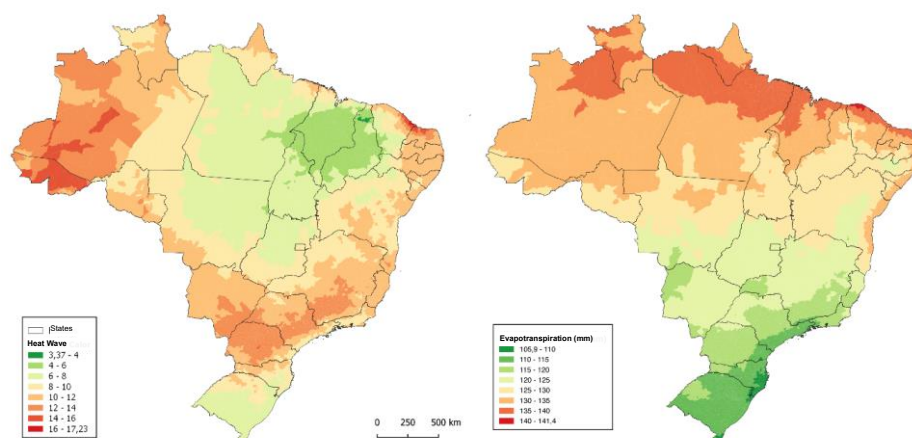 States
Heat Wave
3,37 - 4
4 - 6
6 - 8
8 - 10
10 - 12
12 - 14
14 - 16
16 - 17,23
0 250 500 km
Evapotranspiration (mm)
105,9 - 110
110 - 115
115 - 120
120 - 125
125 - 130
130 - 135
135 - 140
140 - 141,4